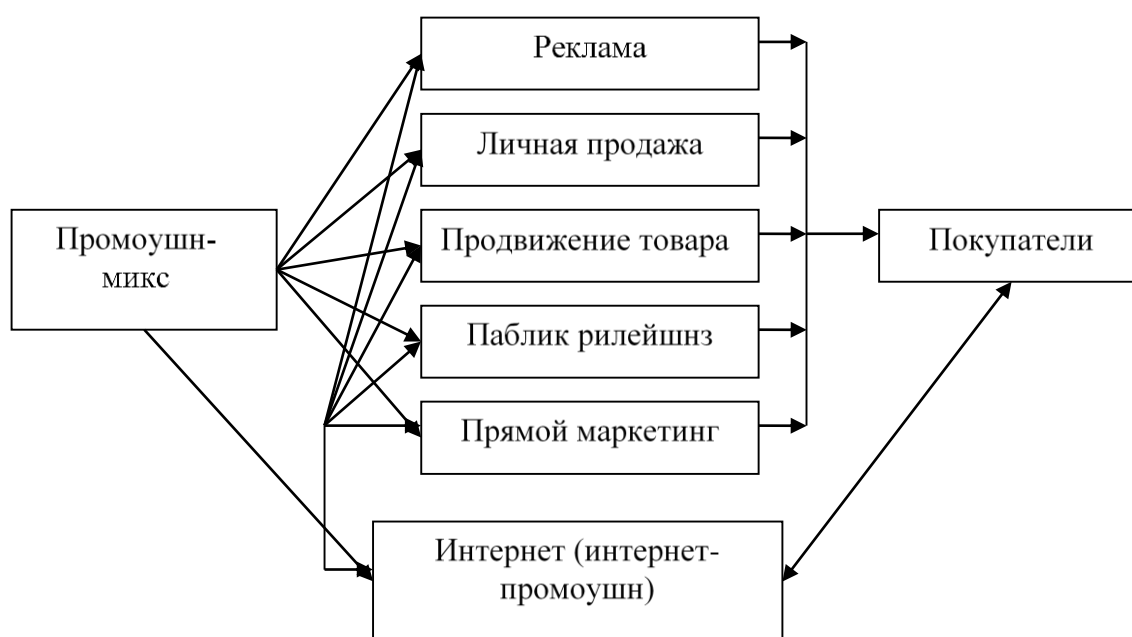 Реклама
Личная продажа
Промоушн-
микс
Продвижение товара
Покупатели
Паблик рилейшнз
Прямой маркетинг
Интернет (интернет-
промоушн)